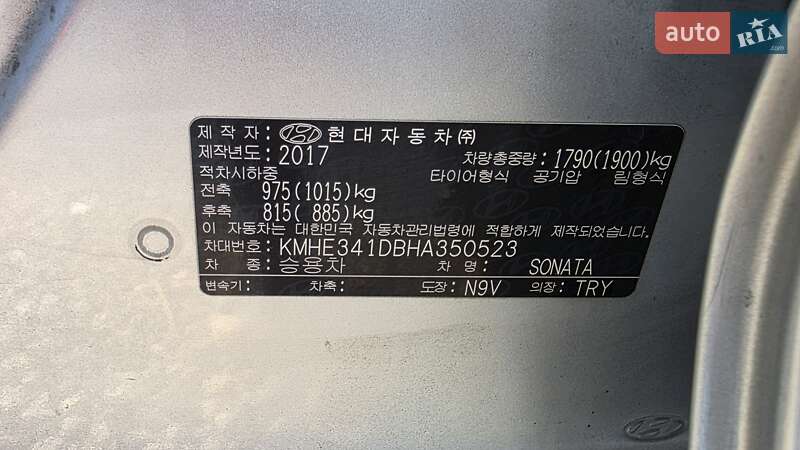 auto RIA.com
제 작 자 : 현대자동차㈜
제작년도: 2017 차량총중량: 1790(1900)kg
적차시하중 타이어형식 공기압 림형식
전축 975(1015)kg
후축 815( 885)kg
이 자동차는 대한민국 자동차관리법령에 적합하게 제작되었습니다.
차대번호: KMHE341DBHA350523
차 종: 승용차 차 명: SONATA
변속기: 차축: 도장: N9V 의장: TRY